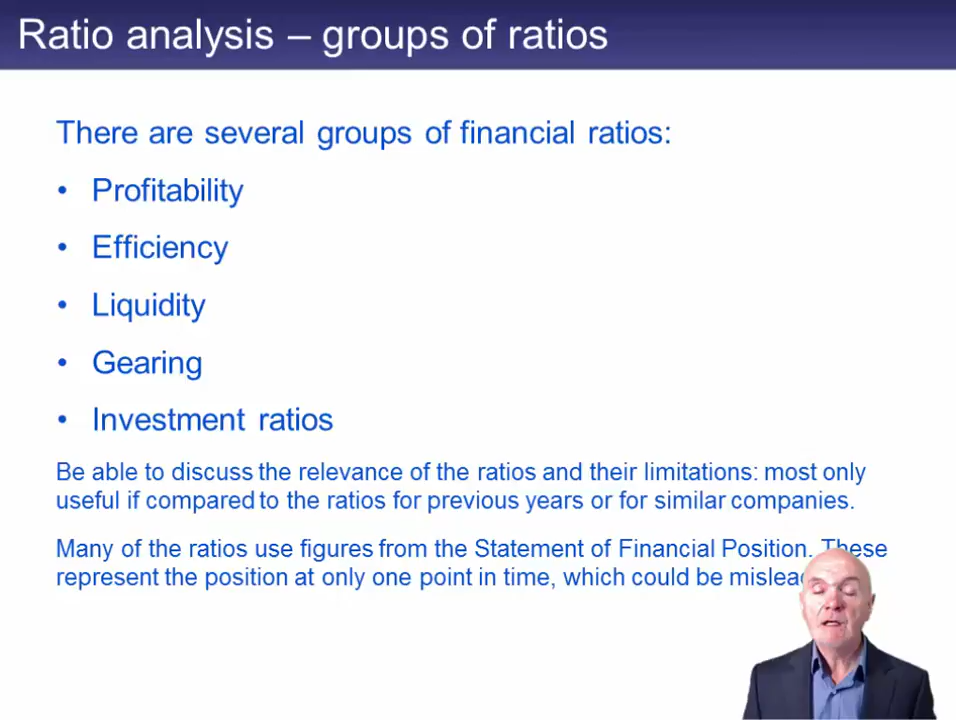 Ratio analysis – groups of ratios
There are several groups of financial ratios:
• Profitability
• Efficiency
• Liquidity
• Gearing
• Investment ratios
Be able to discuss the relevance of the ratios and their limitations: most only
useful if compared to the ratios for previous years or for similar companies.
Many of the ratios use figures from the Statement of Financial Position. These
represent the position at only one point in time, which could be